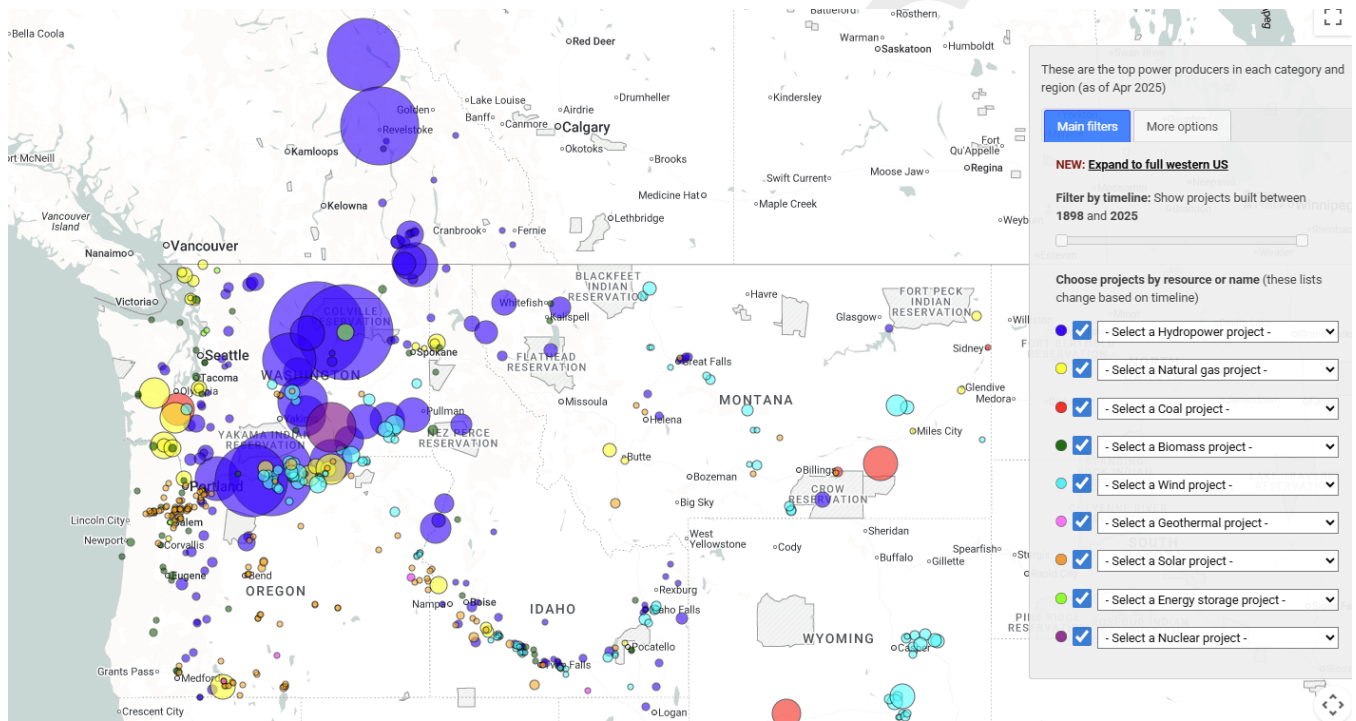 Battleford
Rosthern
Bella Coola
Red Deer
Warman
Saskatoon
Humboldt
Lake Louise
Drumheller
Kindersley
Golden
Banff
Canmore
Airdrie
Calgary
Revelstoke
Okotoks
Fort
Qu'Appelle
ort McNeill
Kamloops
Brooks
Regina
Swift Current
Moose Jaw
Medicine Hat
Maple Creek
Kelowna
Vancouver
Island
Lethbridge
Weyb
Cranbrook
Fernie
Vancouver
Nanaimo
BLACKFEET
INDIAN
RESERVATION
Victoria
Whitefish
Kalispell
Havre
FORT PECK
INDIAN
RESERVATION
Glasgow
COLVILLE
RESERVATION
Seattle
Spokane
FLATHEAD
RESERVATION
Great Falls
Sidney
Tacoma
WASHINGTON
Olympia
Missoula
MONTANA
Glendive
Medora
Pullman
Yakima
Helena
YAKAMA INDIAN
RESERVATION
NEZ PERCE
RESERVATION
Miles City
Butte
Bozeman
Billings
Portland
CROW
RESERVATION
Big Sky
Lincoln City
Salem
Newport
Corvallis
West
Yellowstone
Sheridan
Cody
Spearfish
Buffalo
Gillette
Eugene
Bend
OREGON
Rexburg
Nampa
Boise
IDAHO
Idaho Falls
WYOMING
Casper
Pocatello
Twin Falls
Grants Pass
Medford
Crescent City
Logan
These are the top power producers in each category and
region (as of Apr 2025)
Main filters
More options
NEW: Expand to full western US
Filter by timeline: Show projects built between
1898 and 2025
Choose projects by resource or name (these lists
change based on timeline)
- Select a Hydropower project -
- Select a Natural gas project -
- Select a Coal project -
- Select a Biomass project -
- Select a Wind project -
- Select a Geothermal project -
- Select a Solar project -
- Select a Energy storage project -
- Select a Nuclear project -